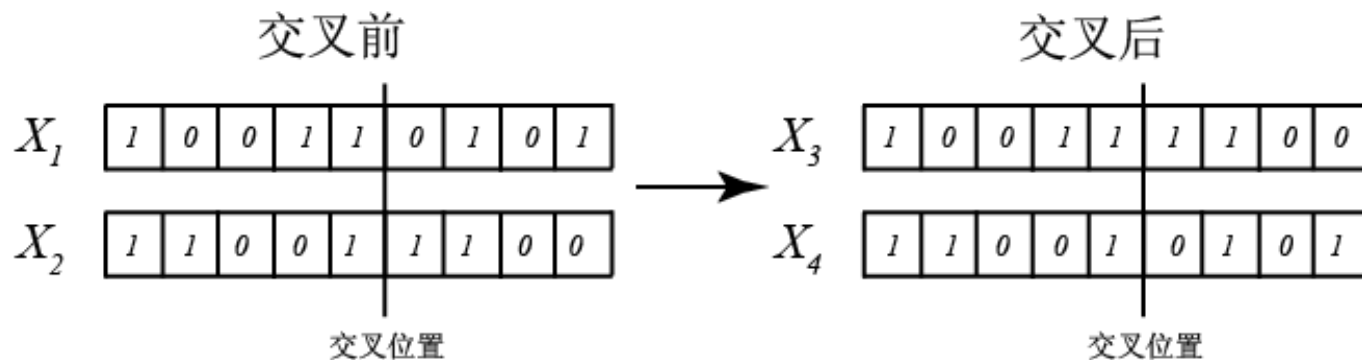 交叉前 交叉后
X1 1 0 0 1 1 0 1 0 1 X3 1 0 0 1 1 1 1 0 0
X2 1 1 0 0 1 1 1 0 0 X4 1 1 0 0 1 0 1 0 1
交叉位置 交叉位置